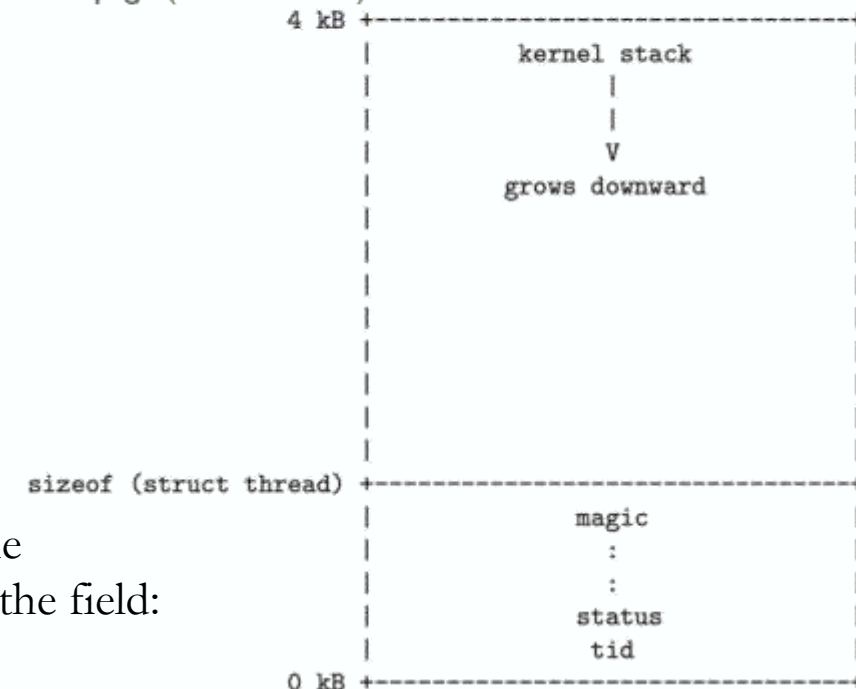 4 kB +---------------------------------
| kernel stack |
| | |
| | |
| V |
| grows downward |
| |
| |
| |
| |
| |
| |
| |
| |
sizeof (struct thread) +---------------------------------
| magic |
| : |
the field:
| : |
| status |
| tid |
0 kB +---------------------------------